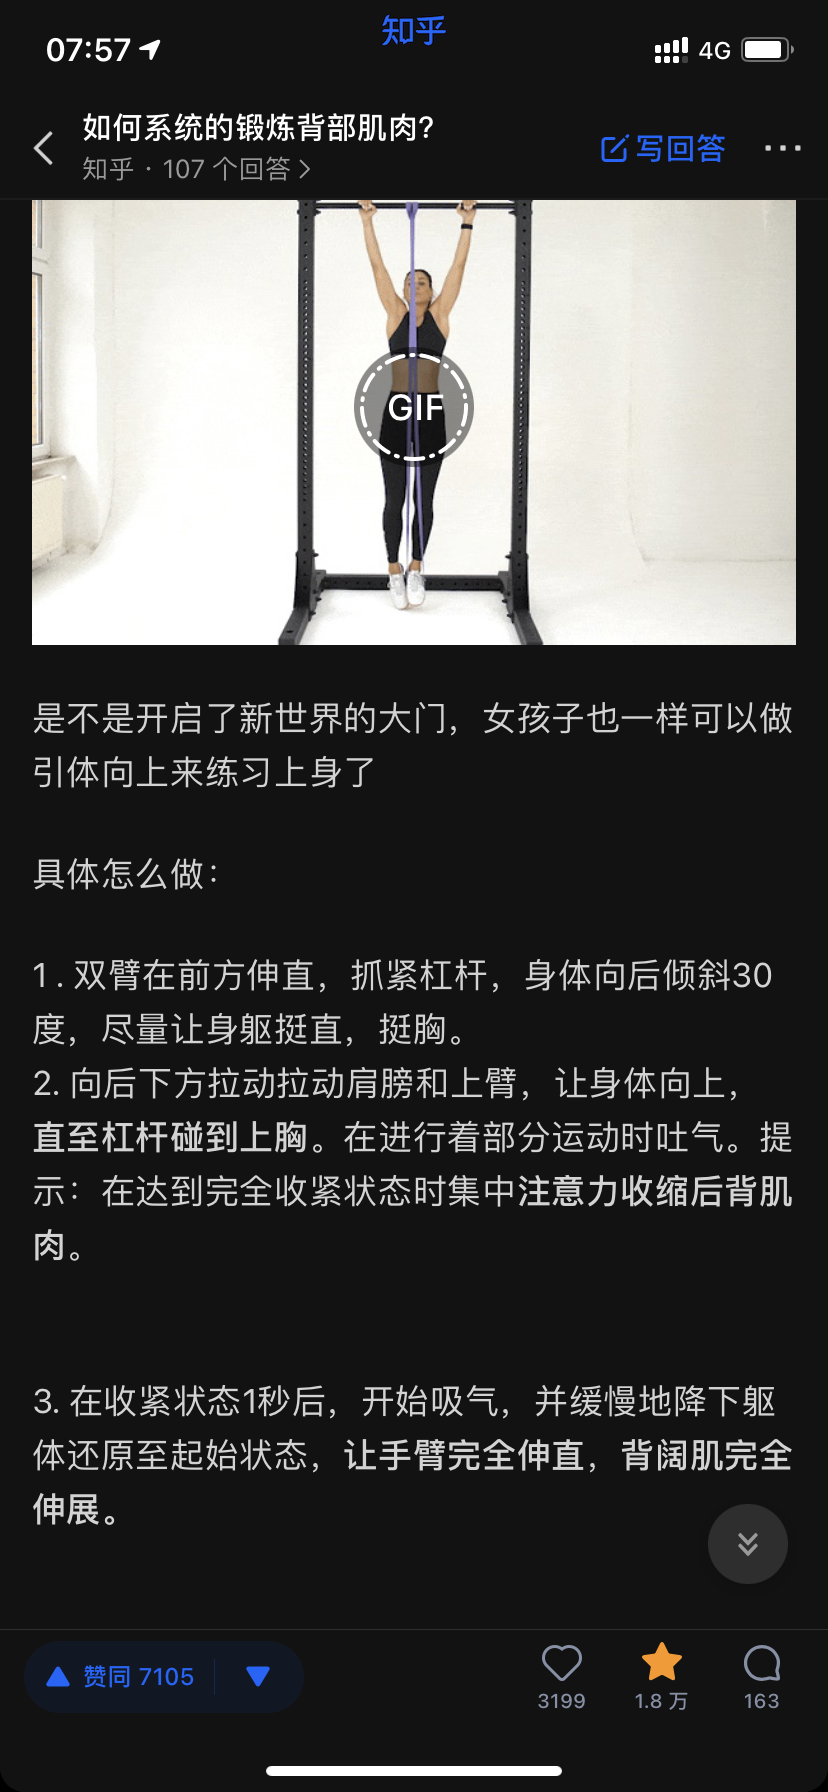 07:57
知乎
4G
如何系统的锻炼背部肌肉?
知乎 · 107 个回答
写回答
GIF
是不是开启了新世界的大门，女孩子也一样可以做
引体向上来练习上身了
具体怎么做：
1 . 双臂在前方伸直，抓紧杠杆，身体向后倾斜30
度，尽量让身躯挺直，挺胸。
2. 向后下方拉动拉动肩膀和上臂，让身体向上，
直至杠杆碰到上胸。在进行着部分运动时吐气。提
示：在达到完全收紧状态时集中注意力收缩后背肌
肉。
3. 在收紧状态1秒后，开始吸气，并缓慢地降下躯
体还原至起始状态，让手臂完全伸直，背阔肌完全
伸展。
赞同 7105
3199
1.8 万
163